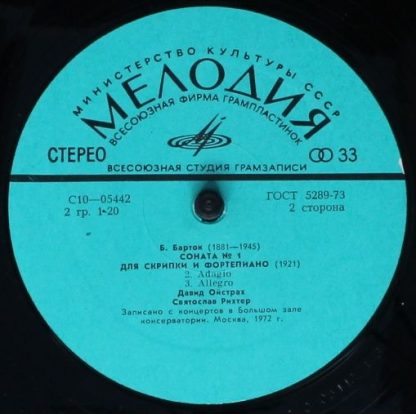 МИНИСТЕРСТВО КУЛЬТУРЫ СССР
МЕЛОДИЯ
ВСЕСОЮЗНАЯ ФИРМА ГРАМПЛАСТИНОК
СТЕРЕО
33
ВСЕСОЮЗНАЯ СТУДИЯ ГРАМЗАПИСИ
С10—05442
ГОСТ 5289-73
2 гр. 1-20
2 сторона
Б. Барток (1881—1945)
СОНАТА № 1
ДЛЯ СКРИПКИ И ФОРТЕПИАНО (1921)
2. Adagio
3. Allegro
Давид Ойстрах
Святослав Рихтер
Записано с концертов в Большом зале
консерватории. Москва, 1972 г.